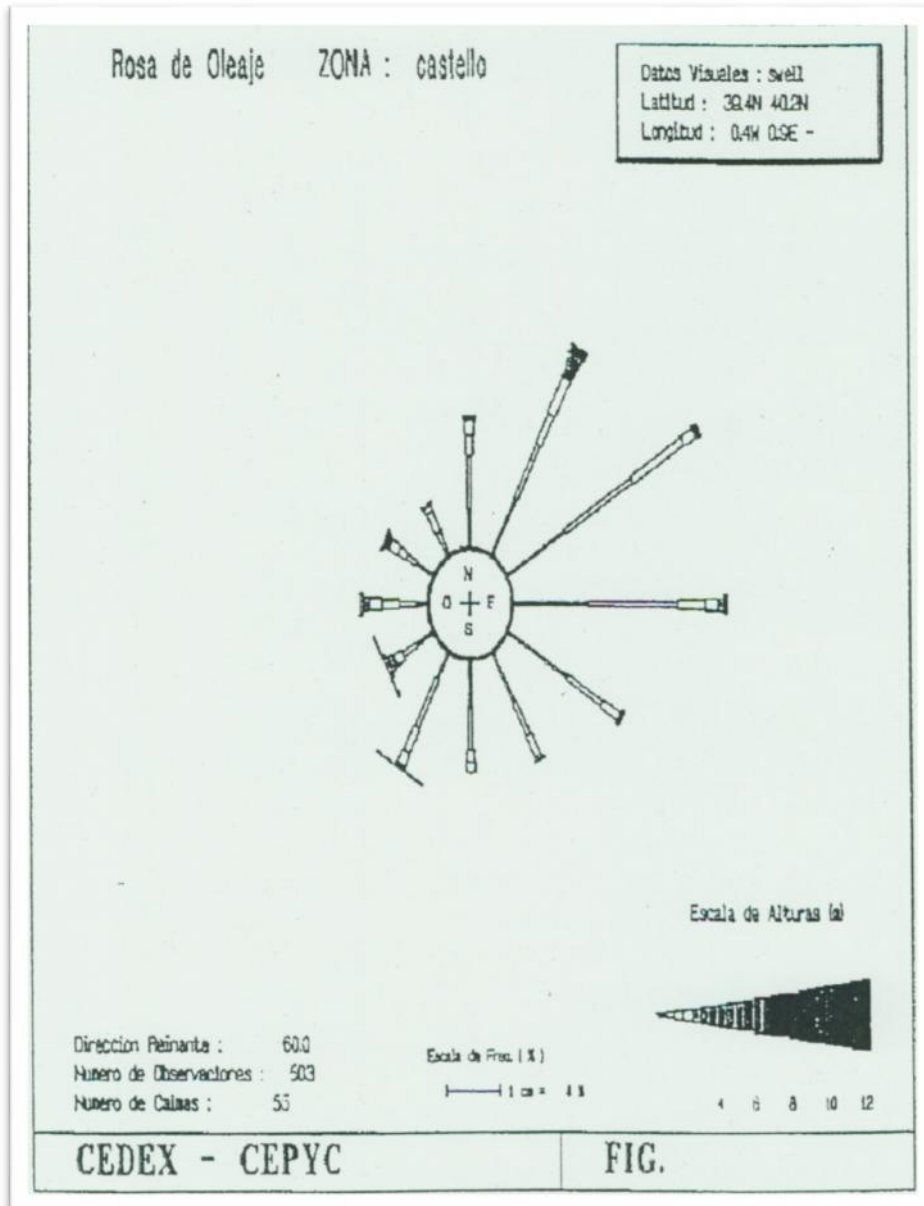 Rosa de Oleaje ZONA : castello
Datos Visuales : swell
Latitud : 39.4N 40.2N
Longitud : 0.4W 0.9E -
N
O E
S
Escala de Alturas (m)
4 6 8 10 12
Direccion Reinante : 60.0
Numero de Observaciones : 503
Numero de Calmas : 55
Escala de Frec. ( % )
1 cm = 4 %
CEDEX - CEPYC
FIG.